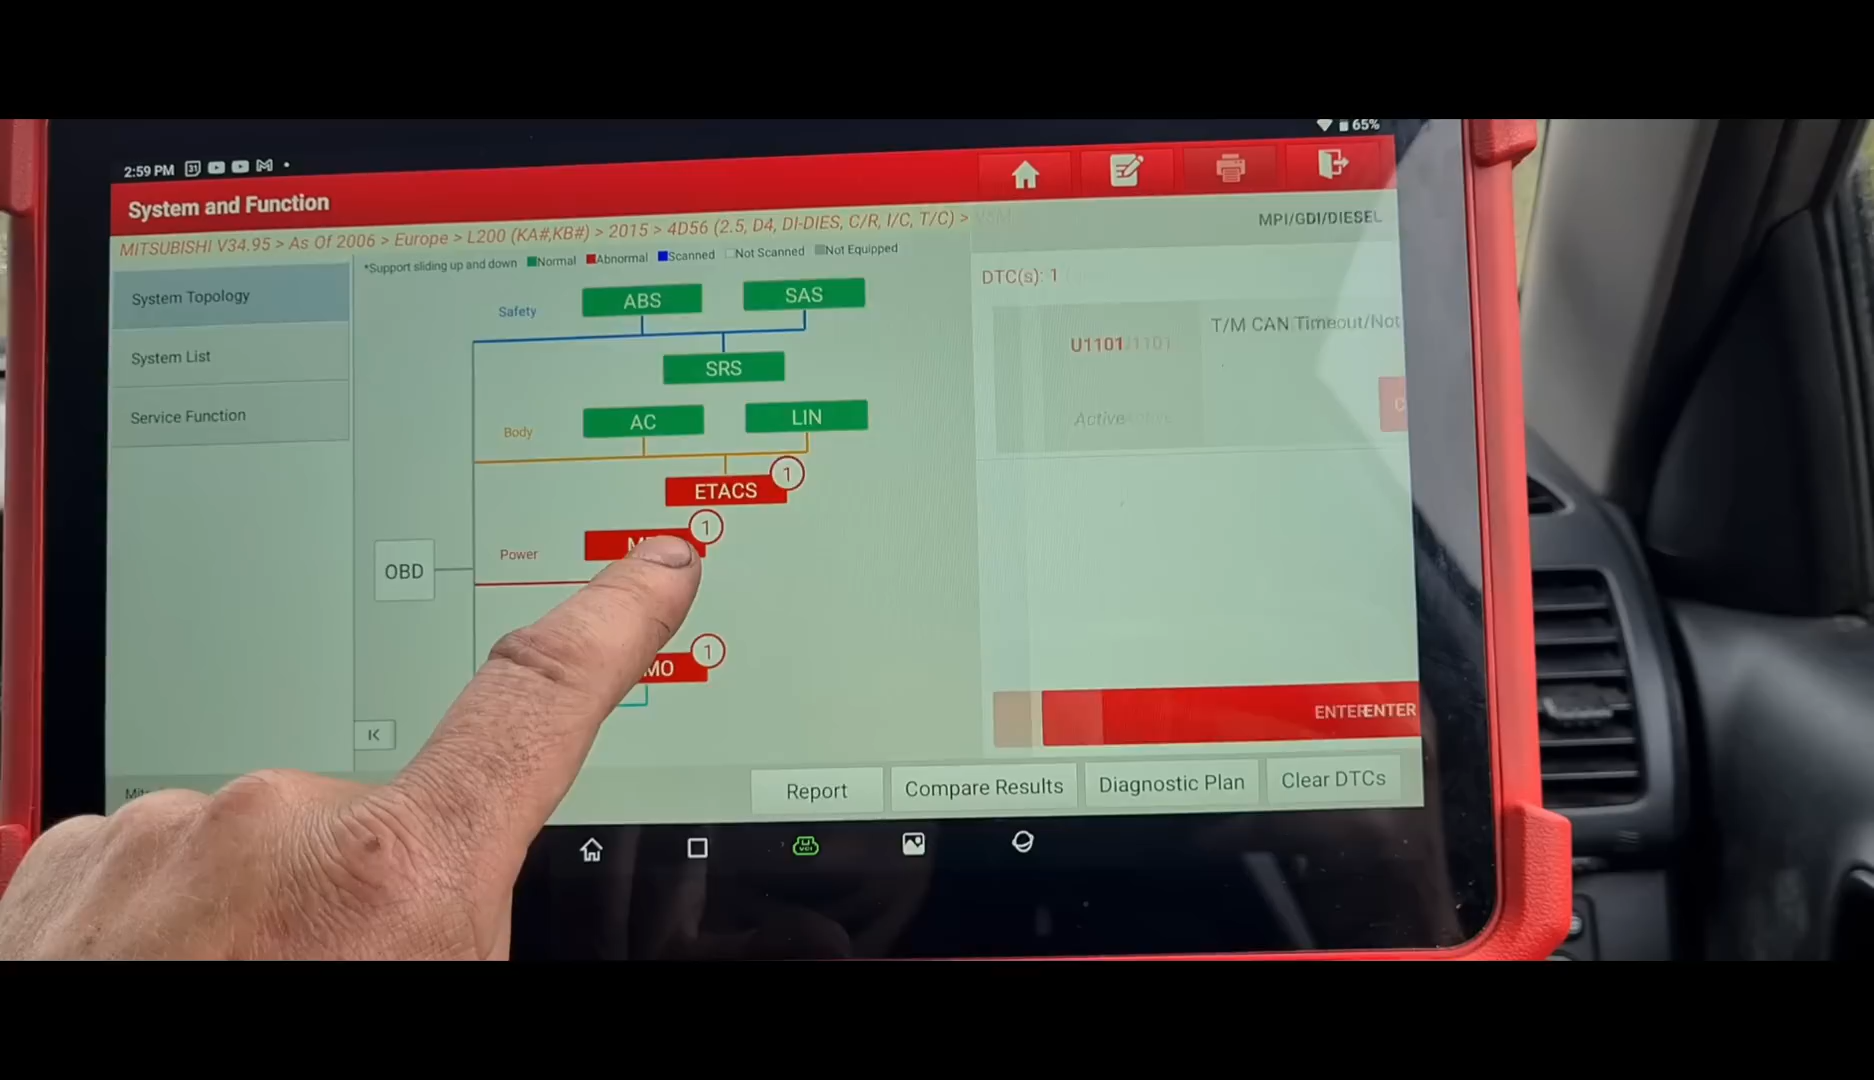 65%
2:59 PM
31
System and Function
MITSUBISHI V34.95 > As Of 2006 > Europe > L200 (KA#,KB#) > 2015 > 4D56 (2.5, D4, DI-DIES, C/R, I/C, T/C) >
MPI/GDI/DIESEL
*Support sliding up and down Normal Abnormal Scanned Not Scanned Not Equipped
System Topology
System List
Service Function
Safety
ABS
SAS
SRS
Body
AC
LIN
ETACS
1
Power
1
OBD
1
DTC(s): 1
U1101
T/M CAN Timeout/Not
Active
ENTER
ENTER
Report
Compare Results
Diagnostic Plan
Clear DTCs
VCI